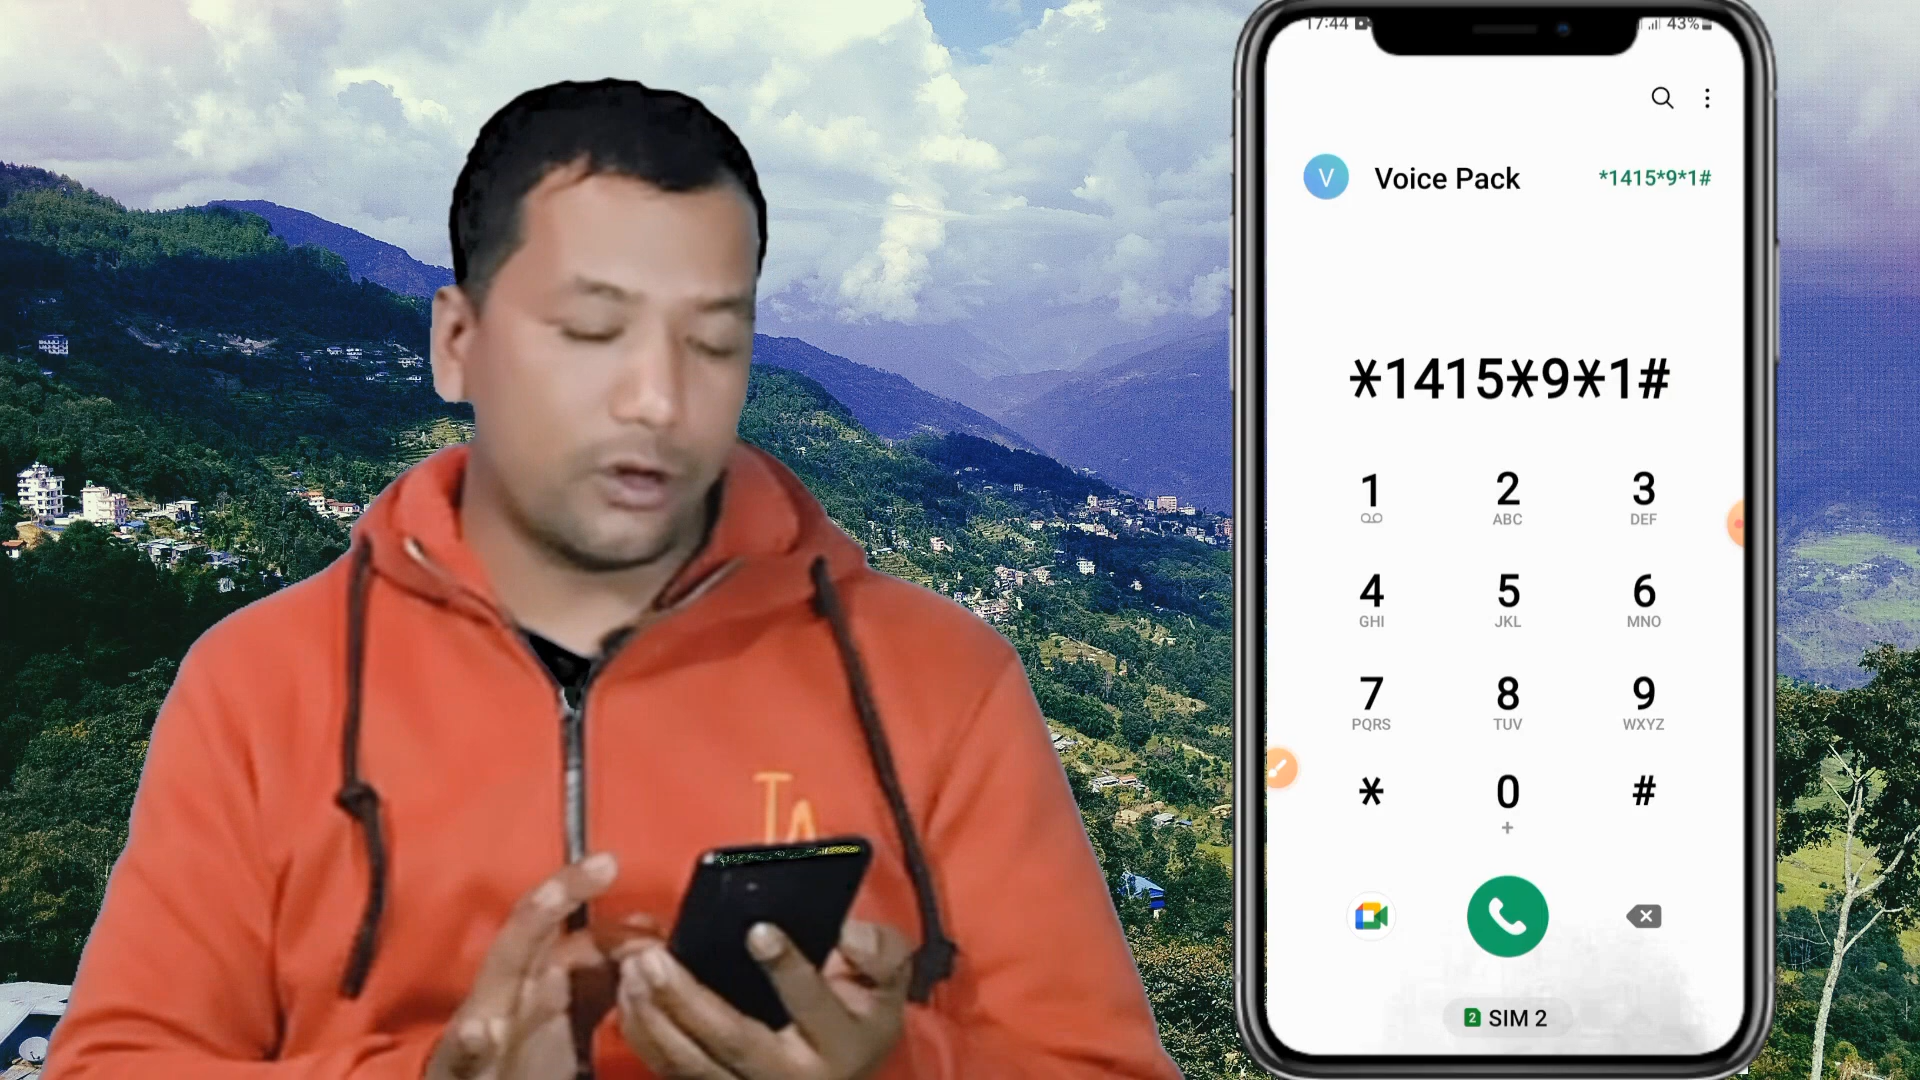 17:44
43%
V
Voice Pack
*1415*9*1#
*1415*9*1#
1
2
3
ABC
DEF
4
5
6
GHI
JKL
MNO
7
8
9
PQRS
TUV
WXYZ
*
0
#
+
2
SIM 2